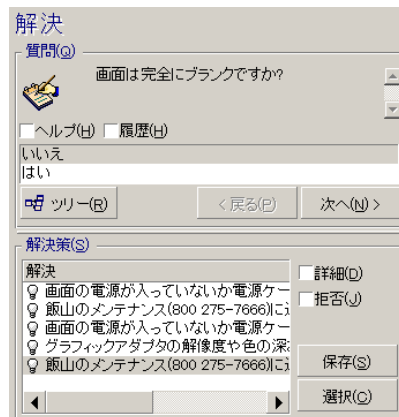 解決
質問(Q)
画面は完全にブランクですか?
ヘルプ(H) 履歴(H)
いいえ
はい
ツリー(R) < 戻る(P) 次へ(N) >
解決策(S)
解決
画面の電源が入っていないか電源ケー
飯山のメンテナンス(800 275-7666)に
画面の電源が入っていないか電源ケー
グラフィックアダプタの解像度や色の深
飯山のメンテナンス(800 275-7666)に
詳細(D)
拒否(J)
保存(S)
選択(C)